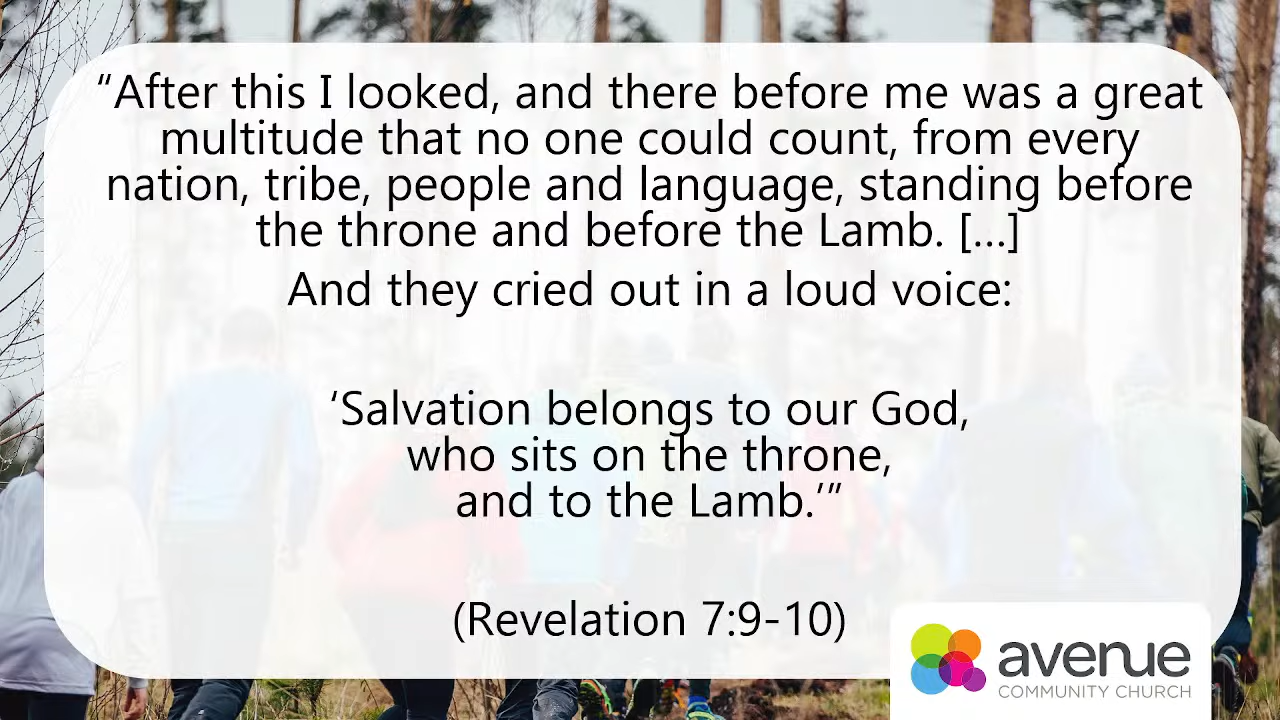 “After this I looked, and there before me was a great
multitude that no one could count, from every
nation, tribe, people and language, standing before
the throne and before the Lamb. […]
And they cried out in a loud voice:
‘Salvation belongs to our God,
who sits on the throne,
and to the Lamb.’”
(Revelation 7:9-10)
avenue
COMMUNITY CHURCH